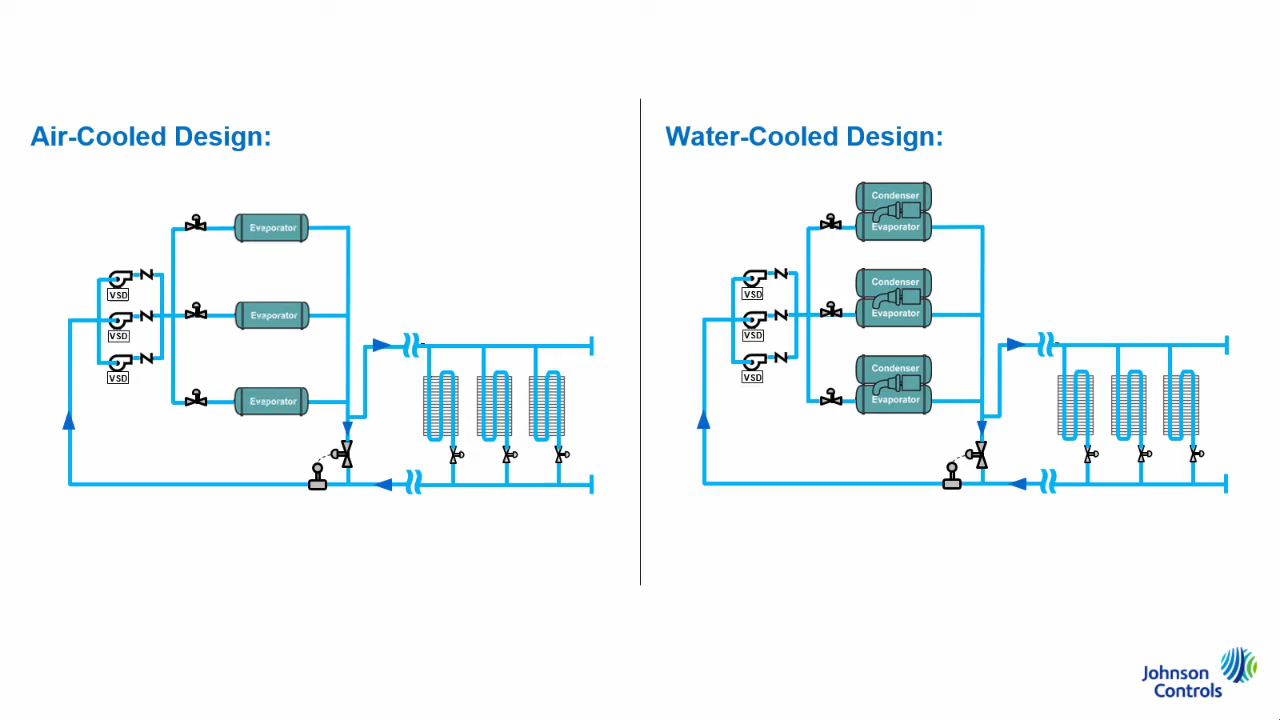 Air-Cooled Design:
Evaporator
VSD
Evaporator
VSD
VSD
Evaporator
Water-Cooled Design:
Condenser
Evaporator
Condenser
VSD
Evaporator
VSD
Condenser
VSD
Evaporator
Johnson
Controls